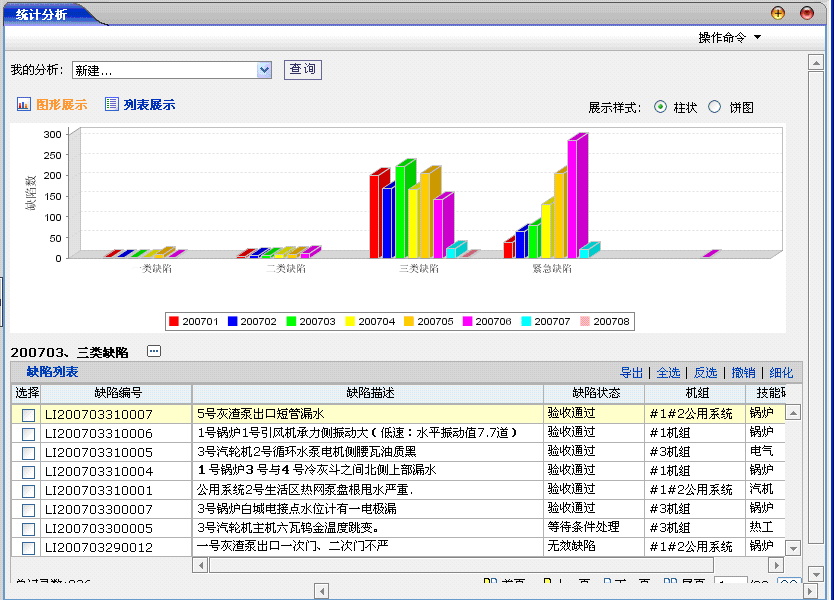 统计分析
操作命令
我的分析: 新建... 查询
图形展示 列表展示 展示样式: 柱状 饼图
300
250
200
150
100
50
0
缺陷数
一类缺陷 二类缺陷 三类缺陷 紧急缺陷
200701 200702 200703 200704 200705 200706 200707 200708
200703、三类缺陷
缺陷列表 导出 | 全选 | 反选 | 撤销 | 细化
选择 缺陷编号 缺陷描述 缺陷状态 机组
LI200703310007 5号灰渣泵出口短管漏水 验收通过 #1#2公用系统 锅炉
LI200703310006 1号锅炉1号引风机承力侧振动大(低速：水平振动值7.7道) 验收通过 #1机组 锅炉
LI200703310005 3号汽轮机2号循环水泵电机侧腰瓦油质黑 验收通过 #3机组 电气
LI200703310004 1号锅炉3号与4号冷灰斗之间北侧上部漏水 验收通过 #1机组 锅炉
LI200703310001 公用系统2号生活区热网泵盘根甩水严重. 验收通过 #1#2公用系统 汽机
LI200703300007 3号锅炉白城电接点水位计有一电极漏 验收通过 #3机组 锅炉
LI200703300005 3号汽轮机主机六瓦钨金温度跳变。 等待条件处理 #3机组 热工
LI200703290012 一号灰渣泵出口一次门、二次门不严 无效缺陷 #1#2公用系统 锅炉